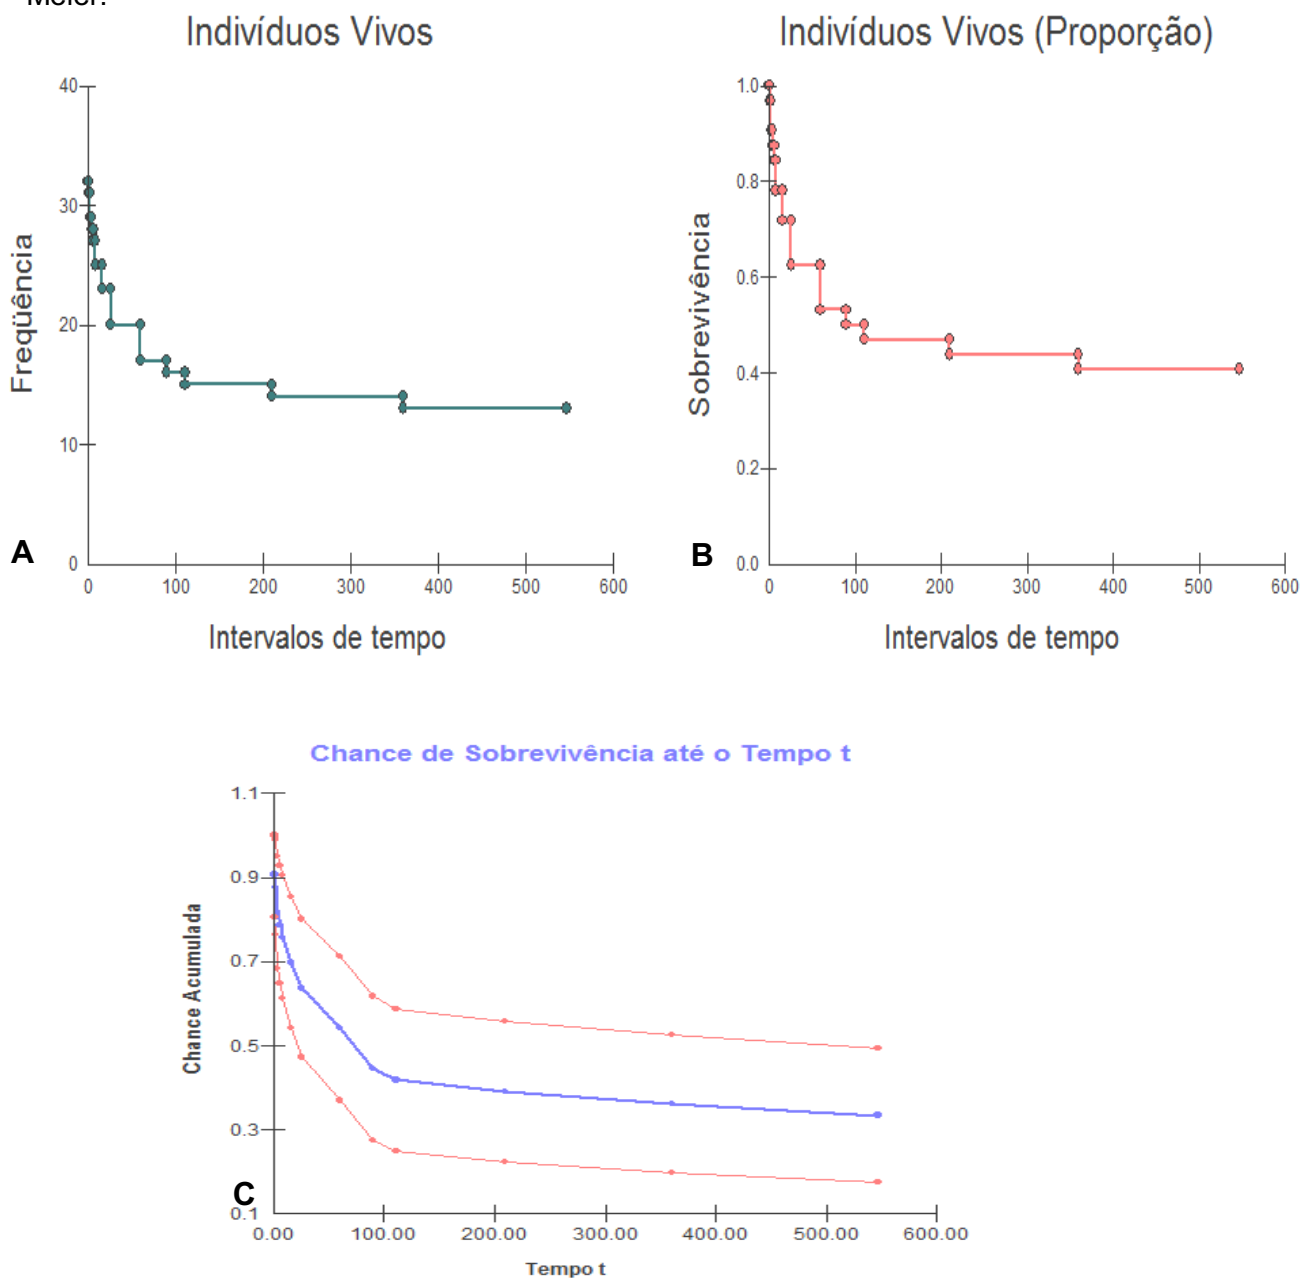 Meier.
Indivíduos Vivos
Indivíduos Vivos (Proporção)
40
30
20
10
0
Freqüência
A
0 100 200 300 400 500 600
Intervalos de tempo
1.0
0.8
0.6
0.4
0.2
0.0
Sobrevivência
B
0 100 200 300 400 500 600
Intervalos de tempo
Chance de Sobrevivência até o Tempo t
1.1
0.9
0.7
0.5
0.3
0.1
Chance Acumulada
C
0.00 100.00 200.00 300.00 400.00 500.00 600.00
Tempo t